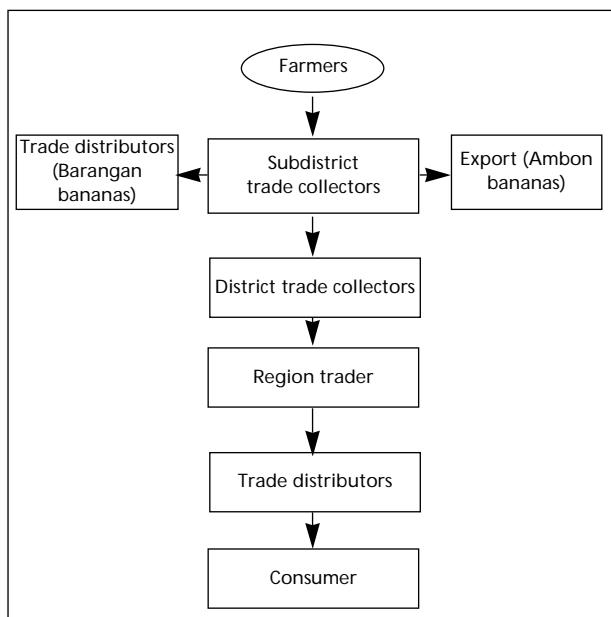 Farmers
Trade distributors
(Barangan
bananas)
Subdistrict
trade collectors
Export (Ambon
bananas)
District trade collectors
Region trader
Trade distributors
Consumer